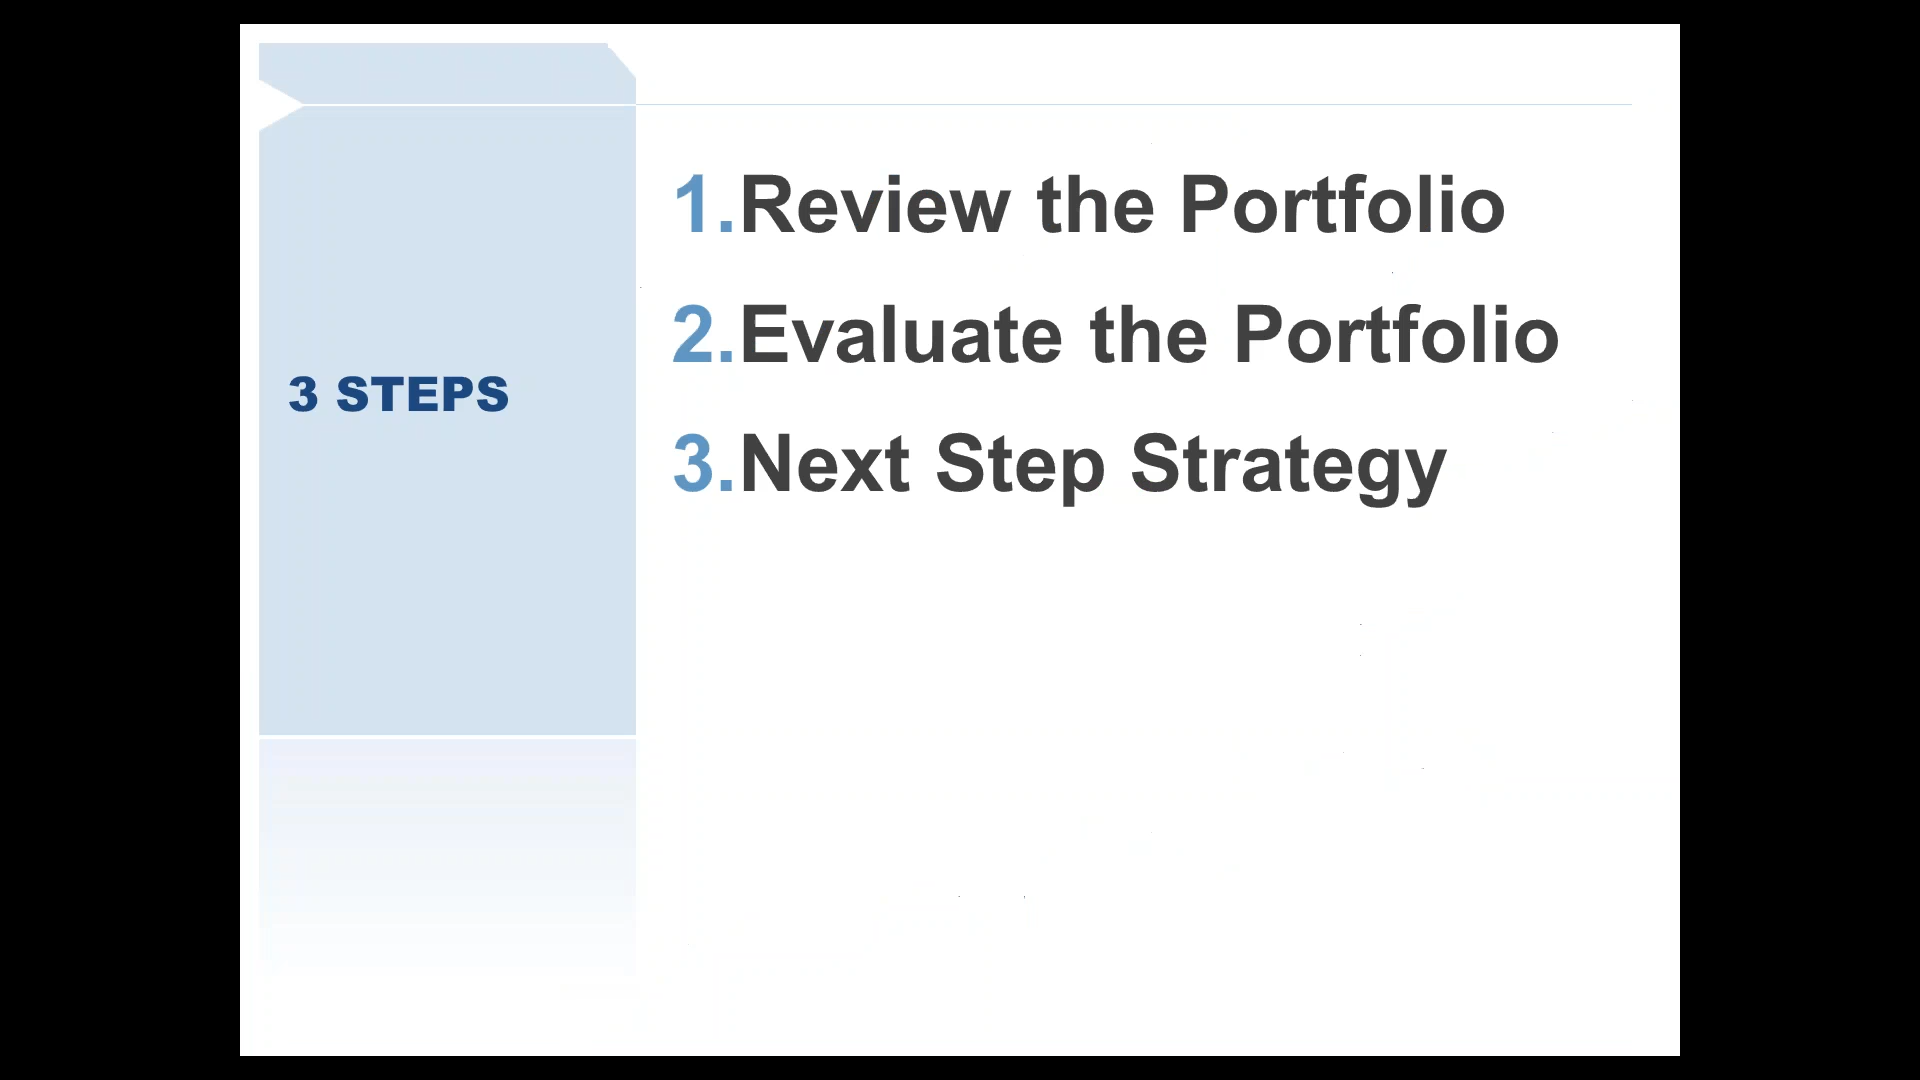 3 STEPS
1.Review the Portfolio
2.Evaluate the Portfolio
3.Next Step Strategy